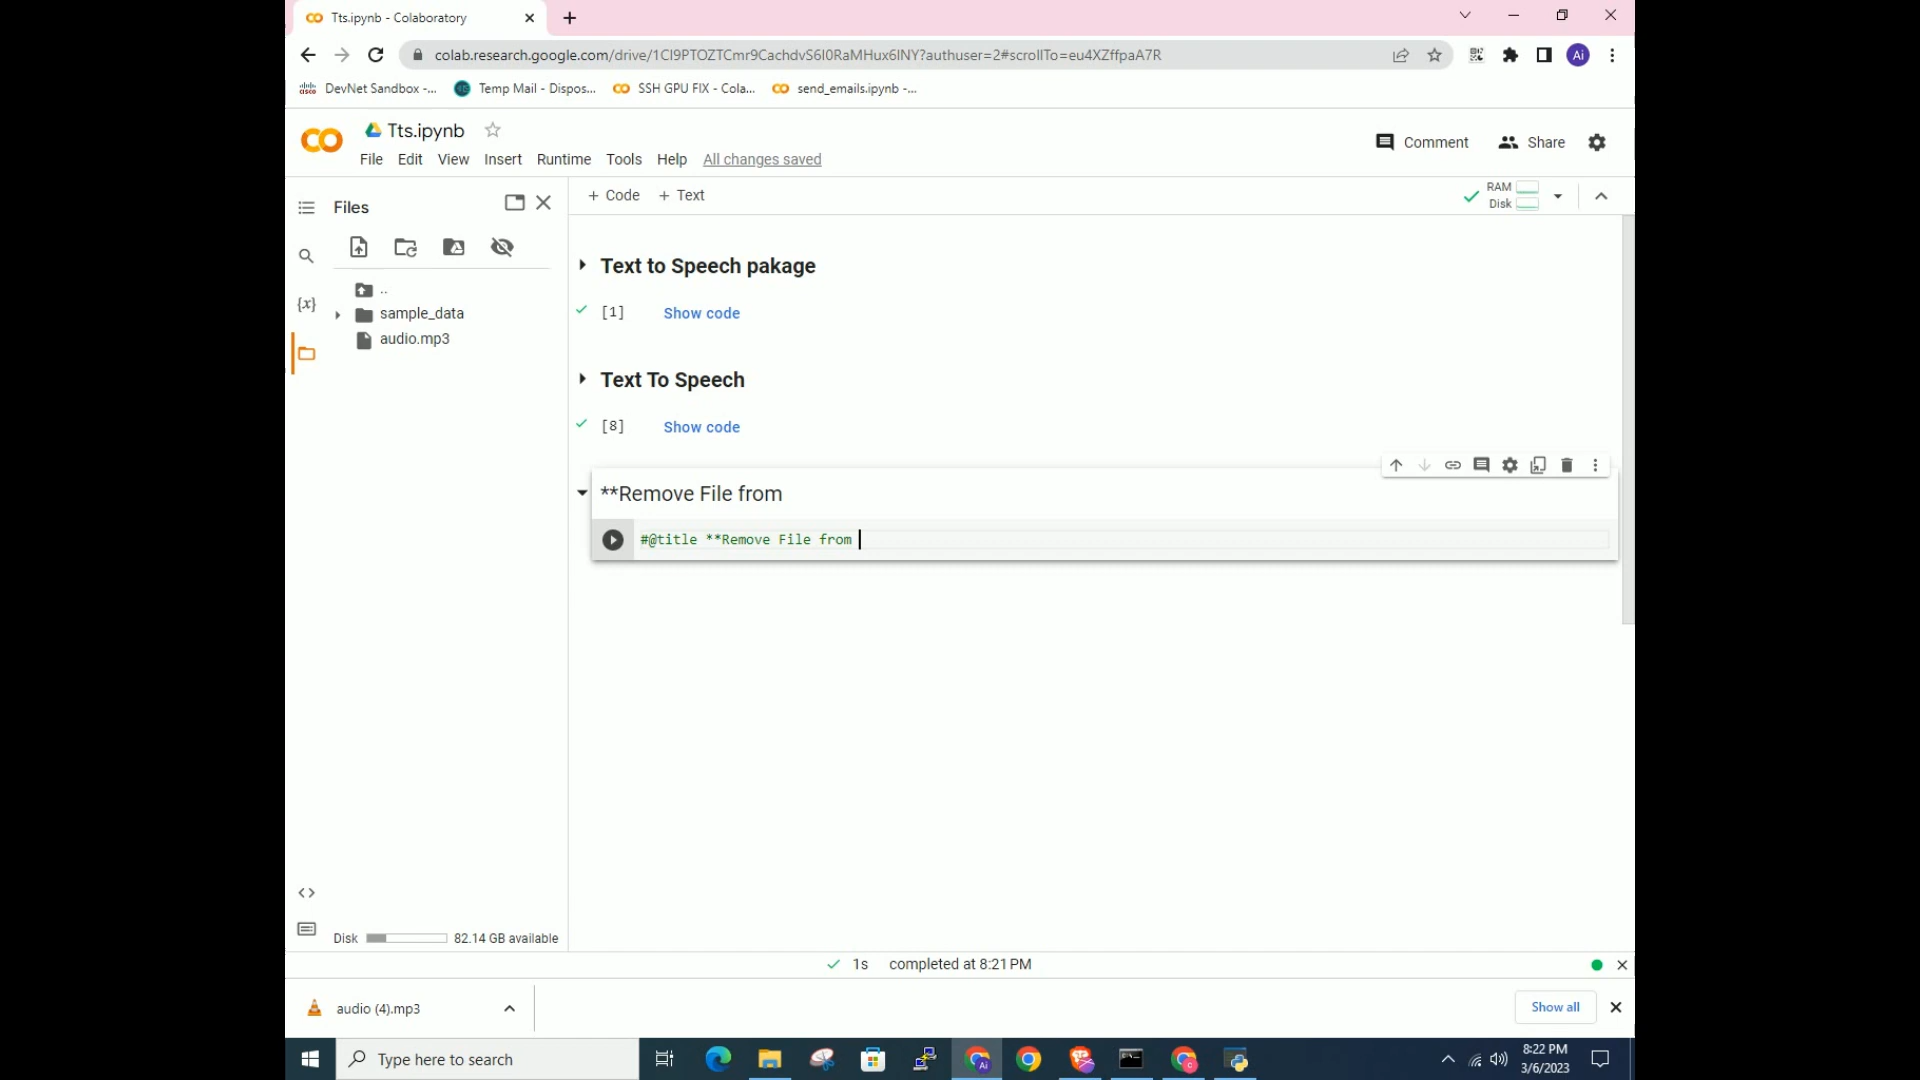 Tts.ipynb - Colaboratory
colab.research.google.com/drive/1Cl9PTOZTCmr9CachdvS6I0RaMHux6lNY?authuser=2#scrollTo=eu4XZffpaA7R
Ai
DevNet Sandbox -... Temp Mail - Dispos... SSH GPU FIX - Cola... send_emails.ipynb -...
Tts.ipynb
Comment Share
File Edit View Insert Runtime Tools Help All changes saved
Files
+ Code + Text
RAM
Disk
..
sample_data
audio.mp3
{x}
Text to Speech pakage
[1] Show code
Text To Speech
[8] Show code
**Remove File from
#@title **Remove File from
Disk 82.14 GB available
1s completed at 8:21 PM
audio (4).mp3
Show all
Type here to search
8:22 PM
3/6/2023